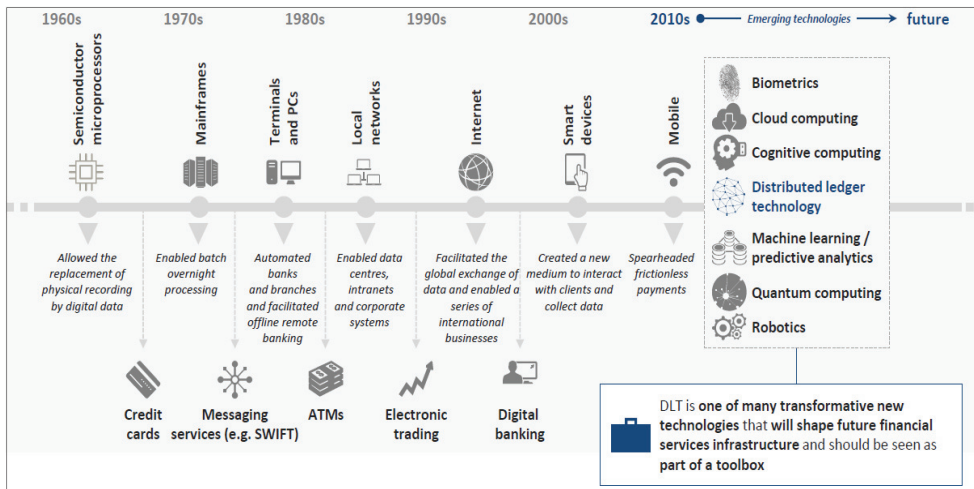 1960s
1970s
1980s
1990s
2000s
2010s
Emerging technologies
future
Semiconductor
microprocessors
Mainframes
Terminals
and PCs
Local
networks
Internet
Smart
devices
Mobile
Allowed the
replacement of
physical recording
by digital data
Enabled batch
overnight
processing
Automated
banks
and branches
and facilitated
offline remote
banking
Enabled data
centres,
intranets
and corporate
systems
Facilitated the
global exchange of
data and enabled a
series of
international
businesses
Created a new
medium to interact
with clients and
collect data
Spearheaded
frictionless
payments
Credit
cards
Messaging
services (e.g. SWIFT)
ATMs
Electronic
trading
Digital
banking
Biometrics
Cloud computing
Cognitive computing
Distributed ledger
technology
Machine learning /
predictive analytics
Quantum computing
Robotics
DLT is one of many transformative new
technologies that will shape future financial
services infrastructure and should be seen as
part of a toolbox